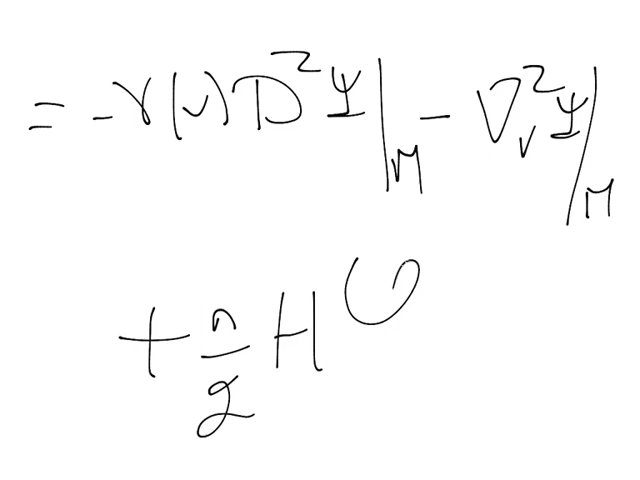 = -γ(ν) D²Ψ|_M - ∇_ν²Ψ|_M
+ n/2 H